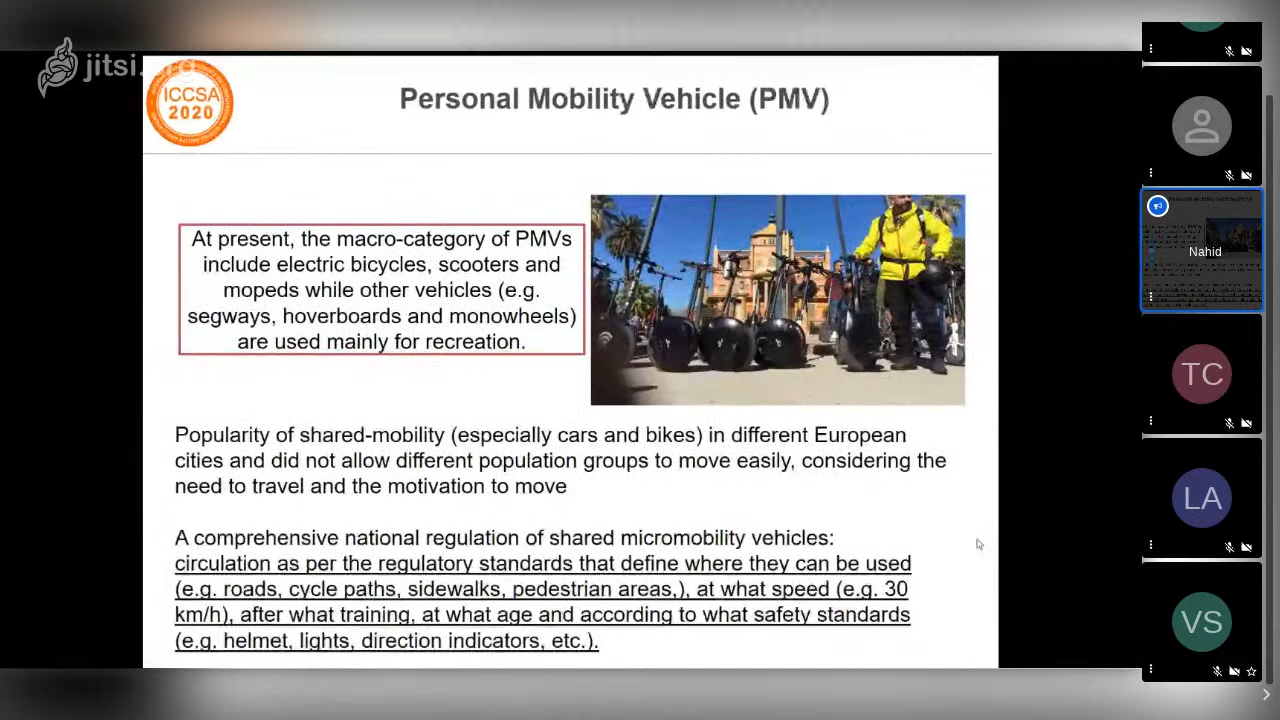 jitsi.org
ICCSA
2020
Personal Mobility Vehicle (PMV)
At present, the macro-category of PMVs
include electric bicycles, scooters and
mopeds while other vehicles (e.g.
segways, hoverboards and monowheels)
are used mainly for recreation.
Popularity of shared-mobility (especially cars and bikes) in different European
cities and did not allow different population groups to move easily, considering the
need to travel and the motivation to move
A comprehensive national regulation of shared micromobility vehicles:
circulation as per the regulatory standards that define where they can be used
(e.g. roads, cycle paths, sidewalks, pedestrian areas,), at what speed (e.g. 30
km/h), after what training, at what age and according to what safety standards
(e.g. helmet, lights, direction indicators, etc.).
Personal Mobility Vehicle (PMV)
Nahid
TC
LA
VS